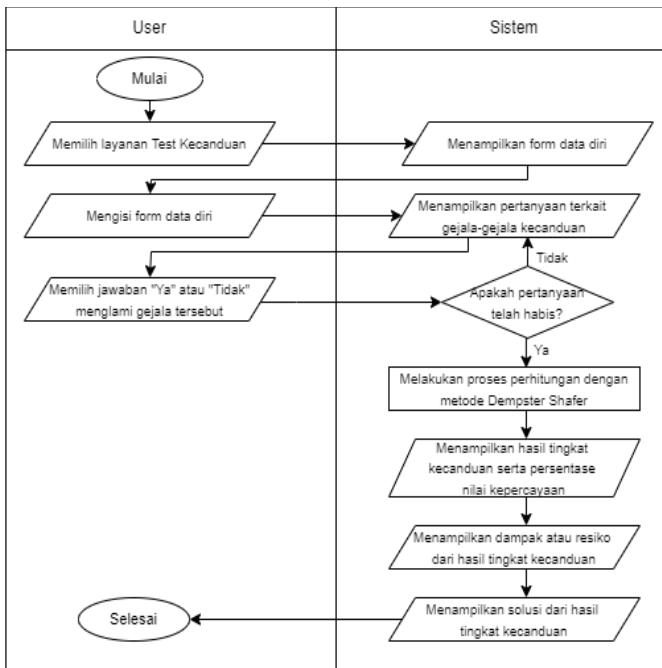 User
Sistem
Mulai
Memilih layanan Test Kecanduan
Menampilkan form data diri
Mengisi form data diri
Menampilkan pertanyaan terkait
gejala-gejala kecanduan
Tidak
Memilih jawaban "Ya" atau "Tidak"
menglami gejala tersebut
Apakah pertanyaan
telah habis?
Ya
Melakukan proses perhitungan dengan
metode Dempster Shafer
Menampilkan hasil tingkat
kecanduan serta persentase
nilai kepercayaan
Menampilkan dampak atau resiko
dari hasil tingkat kecanduan
Menampilkan solusi dari hasil
tingkat kecanduan
Selesai